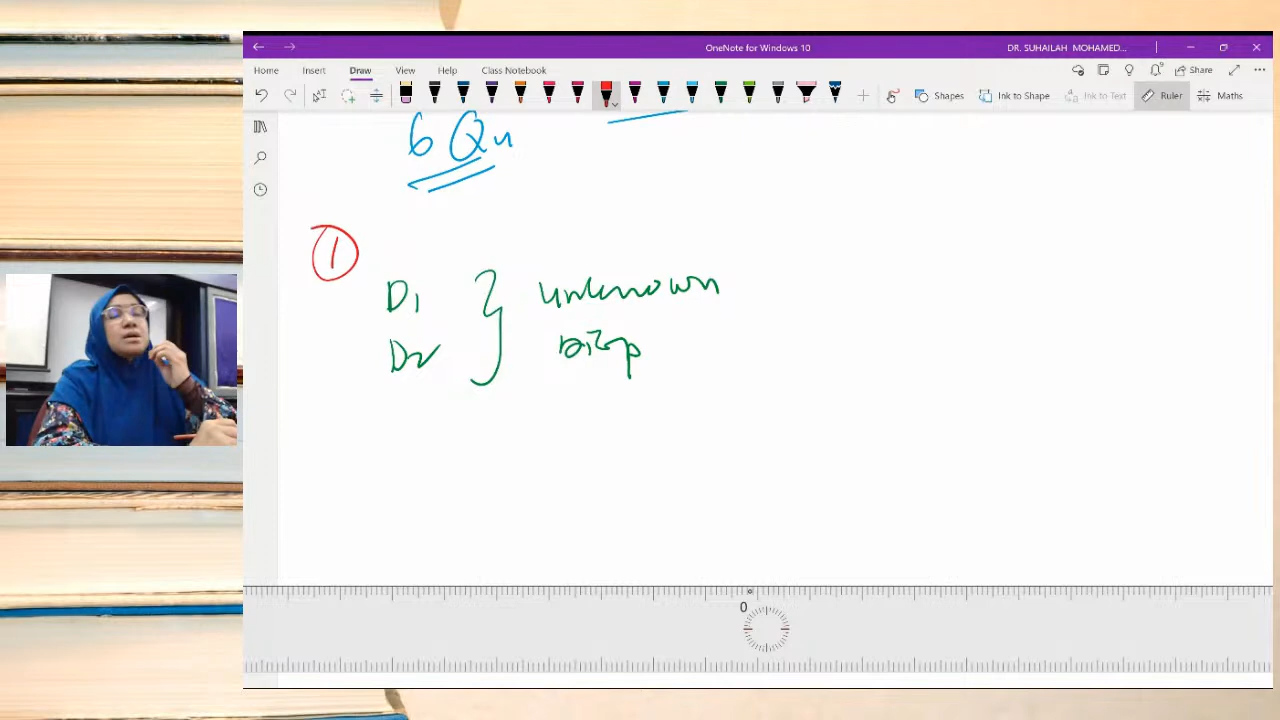 OneNote for Windows 10
DR. SUHAILAH MOHAMED...
Home Insert Draw View Help Class Notebook
Share
Shapes Ink to Shape Ink to Text Ruler Maths
6 Qu
1
D1 } unknown
D2 disp
0